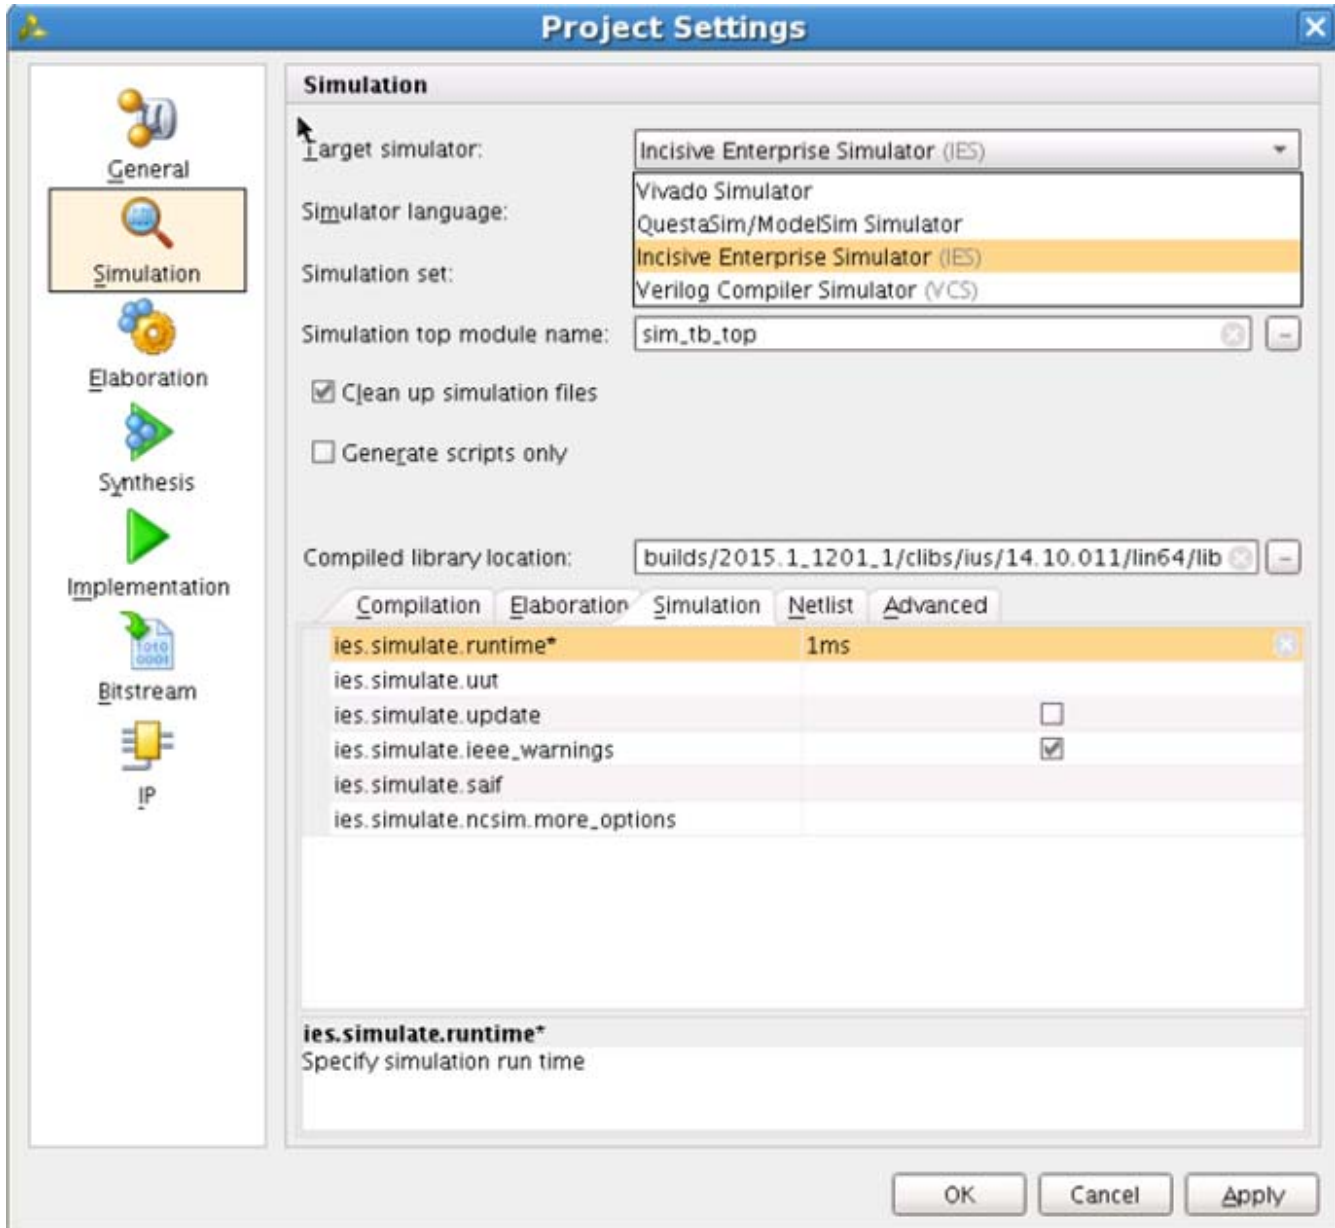 Project Settings
General
Simulation
Elaboration
Synthesis
Implementation
Bitstream
IP
Simulation
Target simulator: Incisive Enterprise Simulator (IES)
Vivado Simulator
Simulator language:
QuestaSim/ModelSim Simulator
Incisive Enterprise Simulator (IES)
Simulation set:
Verilog Compiler Simulator (VCS)
Simulation top module name: sim_tb_top
Clean up simulation files
Generate scripts only
Compiled library location: builds/2015.1_1201_1/clibs/ius/14.10.011/lin64/lib
Compilation Elaboration Simulation Netlist Advanced
ies.simulate.runtime* 1ms
ies.simulate.uut
ies.simulate.update
ies.simulate.ieee_warnings
ies.simulate.saif
ies.simulate.ncsim.more_options
ies.simulate.runtime*
Specify simulation run time
OK Cancel Apply